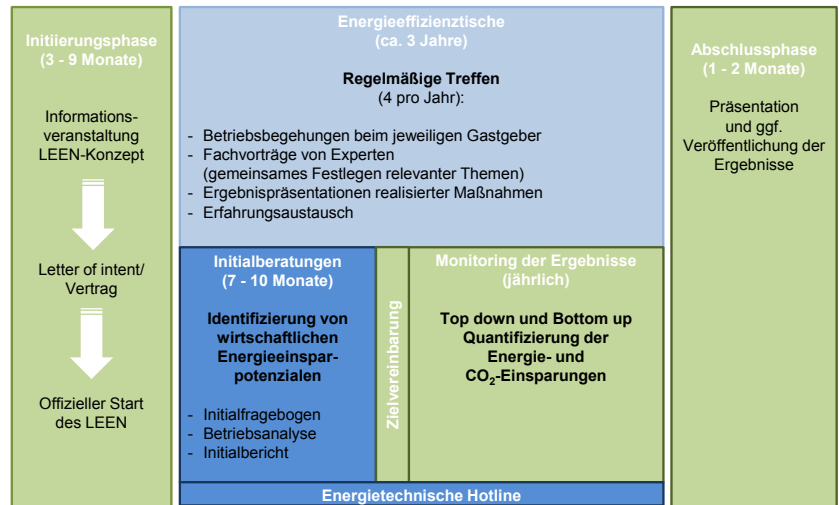 Initiierungsphase
(3 - 9 Monate)
Informations-
veranstaltung
LEEN-Konzept
Letter of intent/
Vertrag
Offizieller Start
des LEEN
Energieeffizienztische
(ca. 3 Jahre)
Regelmäßige Treffen
(4 pro Jahr):
- Betriebsbegehungen beim jeweiligen Gastgeber
- Fachvorträge von Experten
(gemeinsames Festlegen relevanter Themen)
- Ergebnispräsentationen realisierter Maßnahmen
- Erfahrungsaustausch
Initialberatungen
(7 - 10 Monate)
Identifizierung von
wirtschaftlichen
Energieeinspar-
potenzialen
- Initialfragebogen
- Betriebsanalyse
- Initialbericht
Zielvereinbarung
Monitoring der Ergebnisse
(jährlich)
Top down und Bottom up
Quantifizierung der
Energie- und
CO₂-Einsparungen
Energietechnische Hotline
Abschlussphase
(1 - 2 Monate)
Präsentation
und ggf.
Veröffentlichung der
Ergebnisse